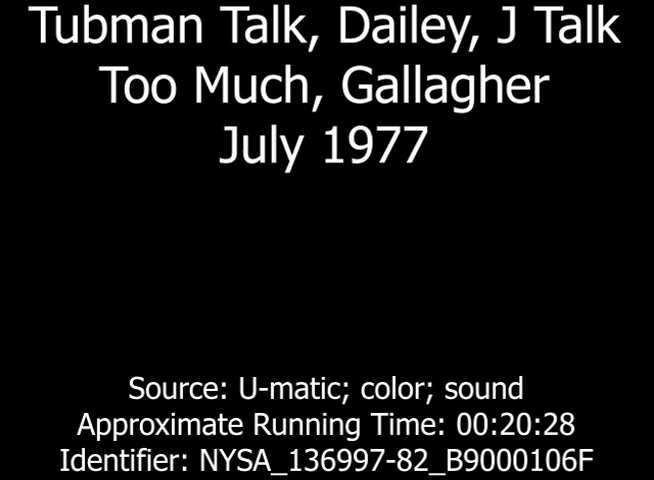 Tubman Talk, Dailey, J Talk
Too Much, Gallagher
July 1977
Source: U-matic; color; sound
Approximate Running Time: 00:20:28
Identifier: NYSA_136997-82_B9000106F